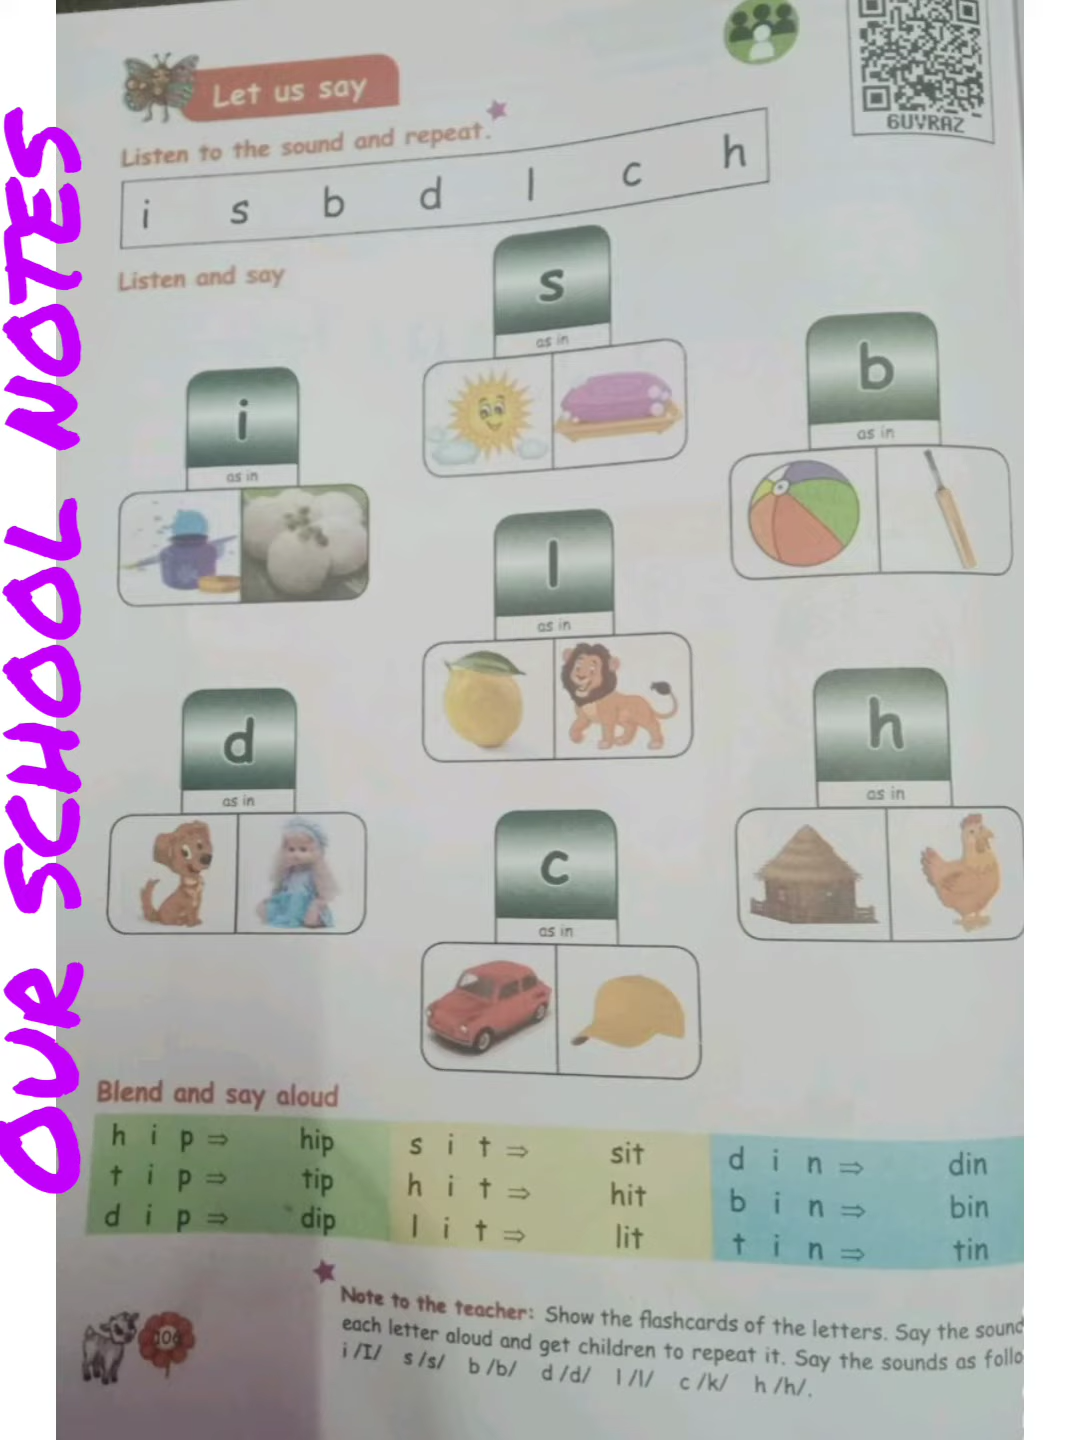 OUR SCHOOL NOTES
6UVRAZ
Let us say
Listen to the sound and repeat.
i s b d l c h
Listen and say
s
as in
b
as in
i
as in
l
as in
d
as in
h
as in
c
as in
Blend and say aloud
h i p ⇒ hip s i t ⇒ sit d i n ⇒ din
t i p ⇒ tip h i t ⇒ hit b i n ⇒ bin
d i p ⇒ dip l i t ⇒ lit t i n ⇒ tin
Note to the teacher: Show the flashcards of the letters. Say the sound
each letter aloud and get children to repeat it. Say the sounds as follo
i /I/ s /s/ b /b/ d /d/ l /l/ c /k/ h /h/.
106